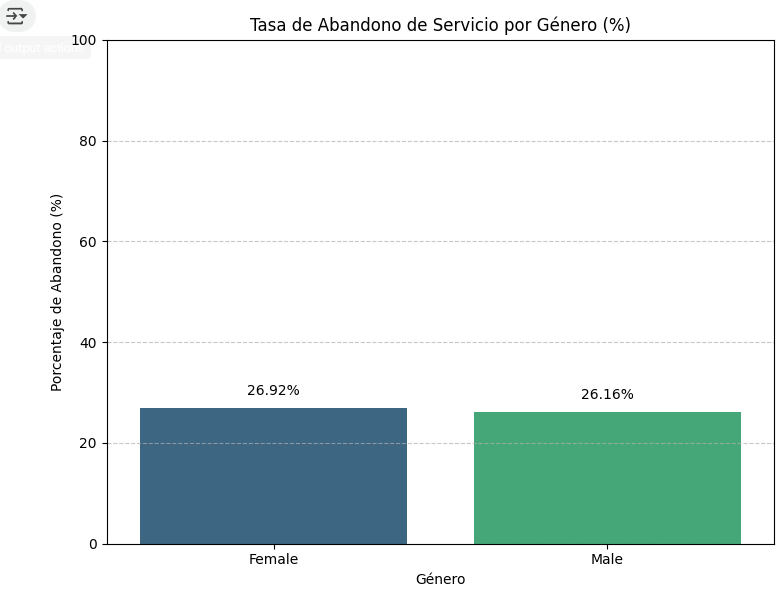 Tasa de Abandono de Servicio por Género (%)
output actions
100
80
60
40
20
0
Porcentaje de Abandono (%)
26.92%
26.16%
Female
Male
Género